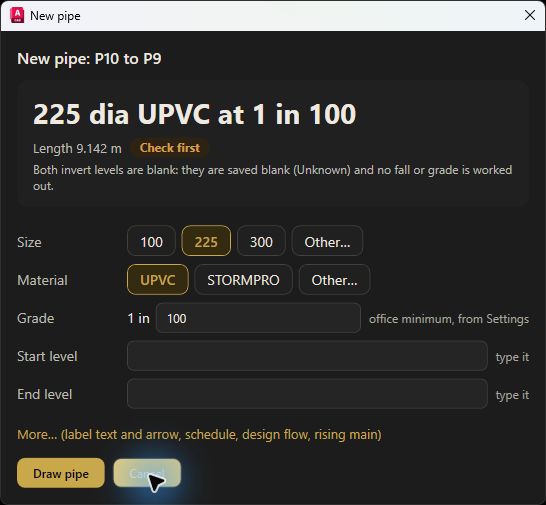 New pipe
New pipe: P10 to P9
225 dia UPVC at 1 in 100
Length 9.142 m Check first
Both invert levels are blank: they are saved blank (Unknown) and no fall or grade is worked
out.
Size 100 225 300 Other...
Material UPVC STORMPRO Other...
Grade 1 in 100 office minimum, from Settings
Start level type it
End level type it
More... (label text and arrow, schedule, design flow, rising main)
Draw pipe Cancel